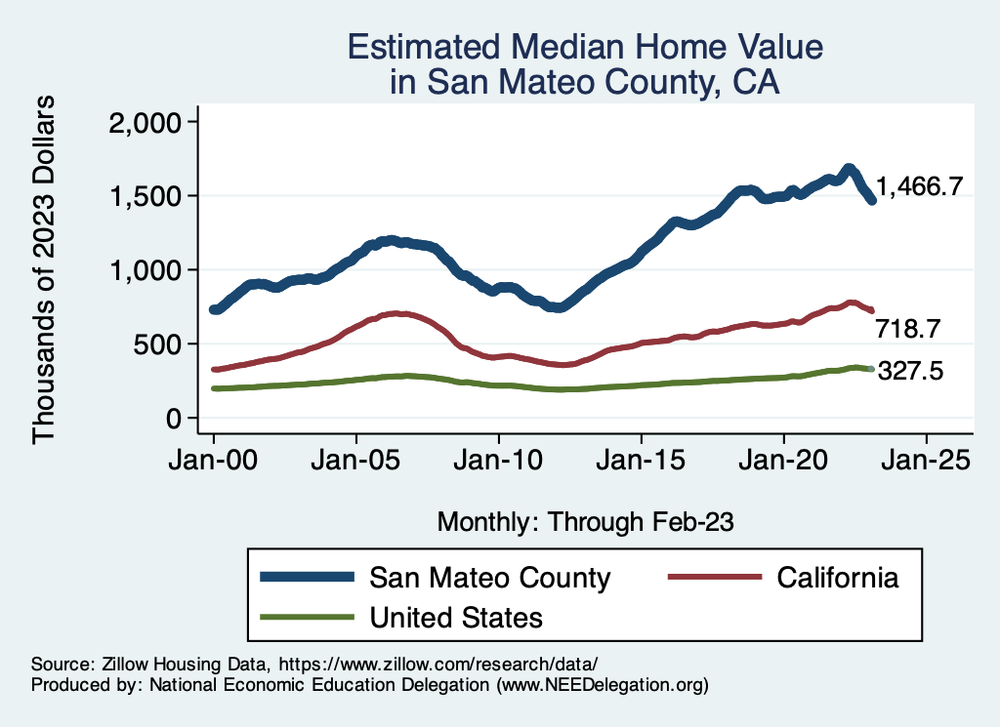 Estimated Median Home Value
in San Mateo County, CA
Thousands of 2023 Dollars
2,000
1,500
1,000
500
0
1,466.7
718.7
327.5
Jan-00 Jan-05 Jan-10 Jan-15 Jan-20 Jan-25
Monthly: Through Feb-23
San Mateo County California
United States
Source: Zillow Housing Data, https://www.zillow.com/research/data/
Produced by: National Economic Education Delegation (www.NEEDelegation.org)